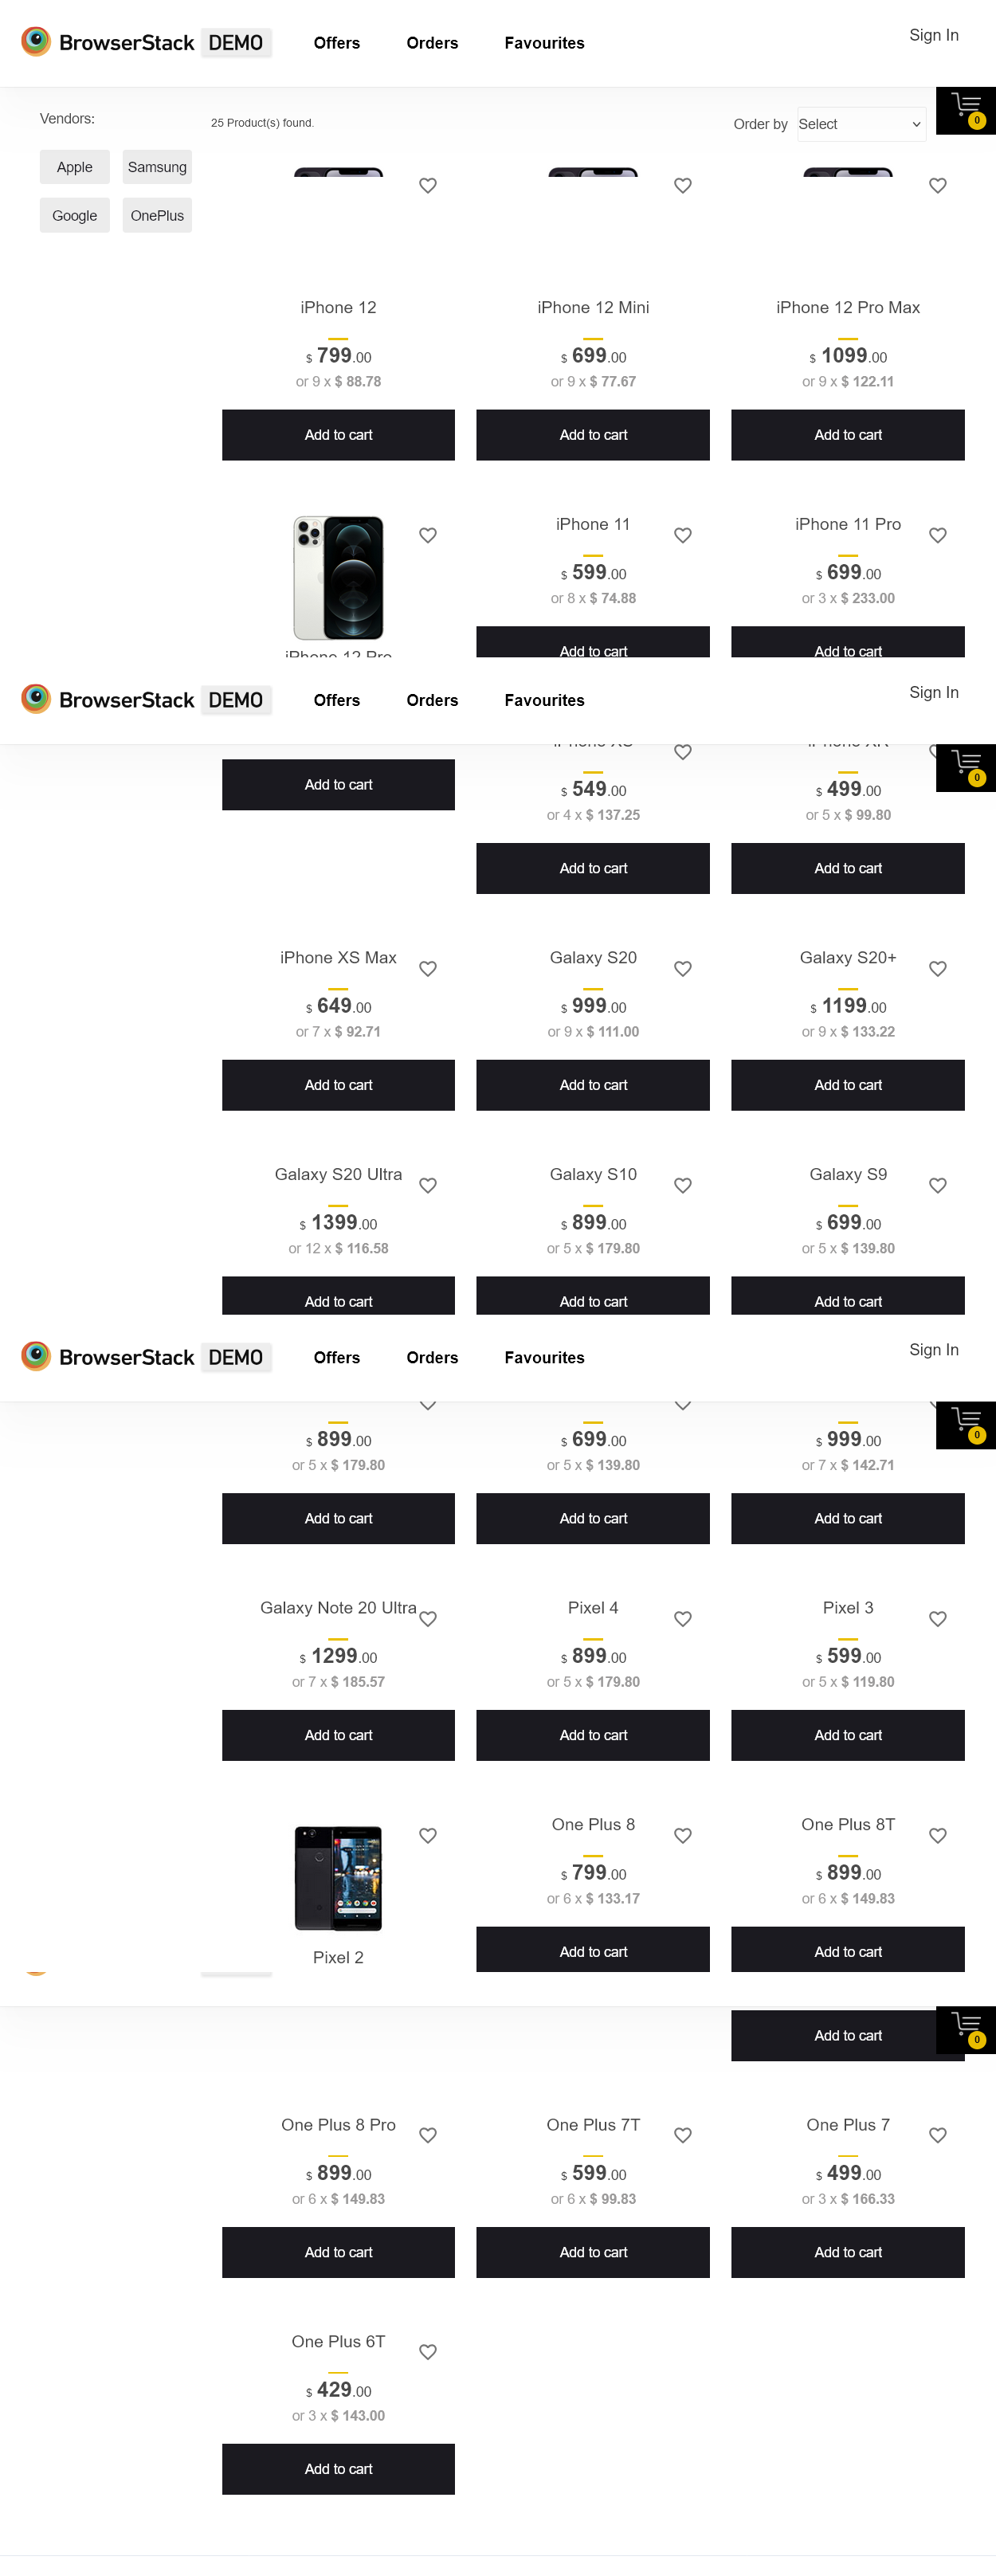 BrowserStack DEMO Offers Orders Favourites Sign In
0
Vendors:
25 Product(s) found.
Order by Select
Apple Samsung
Google OnePlus
iPhone 12 iPhone 12 Mini iPhone 12 Pro Max
$ 799.00 $ 699.00 $ 1099.00
or 9 x $ 88.78 or 9 x $ 77.67 or 9 x $ 122.11
Add to cart Add to cart Add to cart
iPhone 11 iPhone 11 Pro
$ 599.00 $ 699.00
or 8 x $ 74.88 or 3 x $ 233.00
iPhone 12 Pro Add to cart Add to cart
BrowserStack DEMO Offers Orders Favourites Sign In
iPhone XS iPhone XR
0
Add to cart $ 549.00 $ 499.00
or 4 x $ 137.25 or 5 x $ 99.80
Add to cart Add to cart
iPhone XS Max Galaxy S20 Galaxy S20+
$ 649.00 $ 999.00 $ 1199.00
or 7 x $ 92.71 or 9 x $ 111.00 or 9 x $ 133.22
Add to cart Add to cart Add to cart
Galaxy S20 Ultra Galaxy S10 Galaxy S9
$ 1399.00 $ 899.00 $ 699.00
or 12 x $ 116.58 or 5 x $ 179.80 or 5 x $ 139.80
Add to cart Add to cart Add to cart
BrowserStack DEMO Offers Orders Favourites Sign In
0
$ 899.00 $ 699.00 $ 999.00
or 5 x $ 179.80 or 5 x $ 139.80 or 7 x $ 142.71
Add to cart Add to cart Add to cart
Galaxy Note 20 Ultra Pixel 4 Pixel 3
$ 1299.00 $ 899.00 $ 599.00
or 7 x $ 185.57 or 5 x $ 179.80 or 5 x $ 119.80
Add to cart Add to cart Add to cart
One Plus 8 One Plus 8T
$ 799.00 $ 899.00
or 6 x $ 133.17 or 6 x $ 149.83
Pixel 2 Add to cart Add to cart
0
Add to cart
One Plus 8 Pro One Plus 7T One Plus 7
$ 899.00 $ 599.00 $ 499.00
or 6 x $ 149.83 or 6 x $ 99.83 or 3 x $ 166.33
Add to cart Add to cart Add to cart
One Plus 6T
$ 429.00
or 3 x $ 143.00
Add to cart